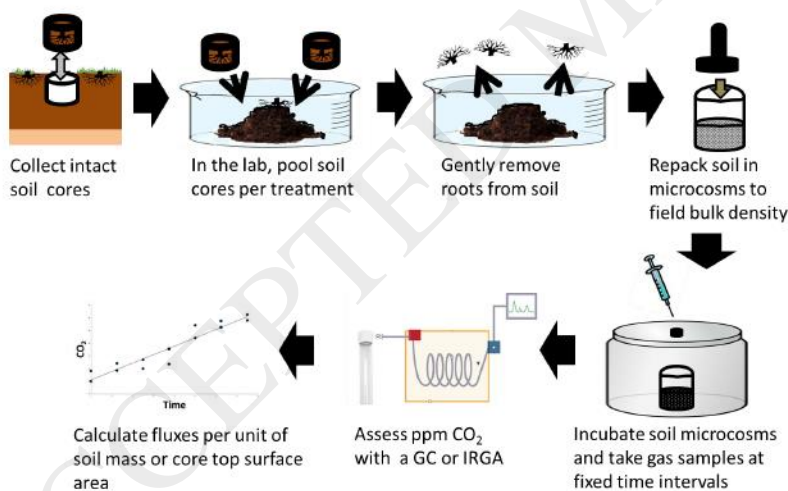 Collect intact
soil cores
In the lab, pool soil
cores per treatment
Gently remove
roots from soil
Repack soil in
microcosms to
field bulk density
CO2
Time
Calculate fluxes per unit of
soil mass or core top surface
area
Assess ppm CO₂
with a GC or IRGA
Incubate soil microcosms
and take gas samples at
fixed time intervals
CCEPTED M